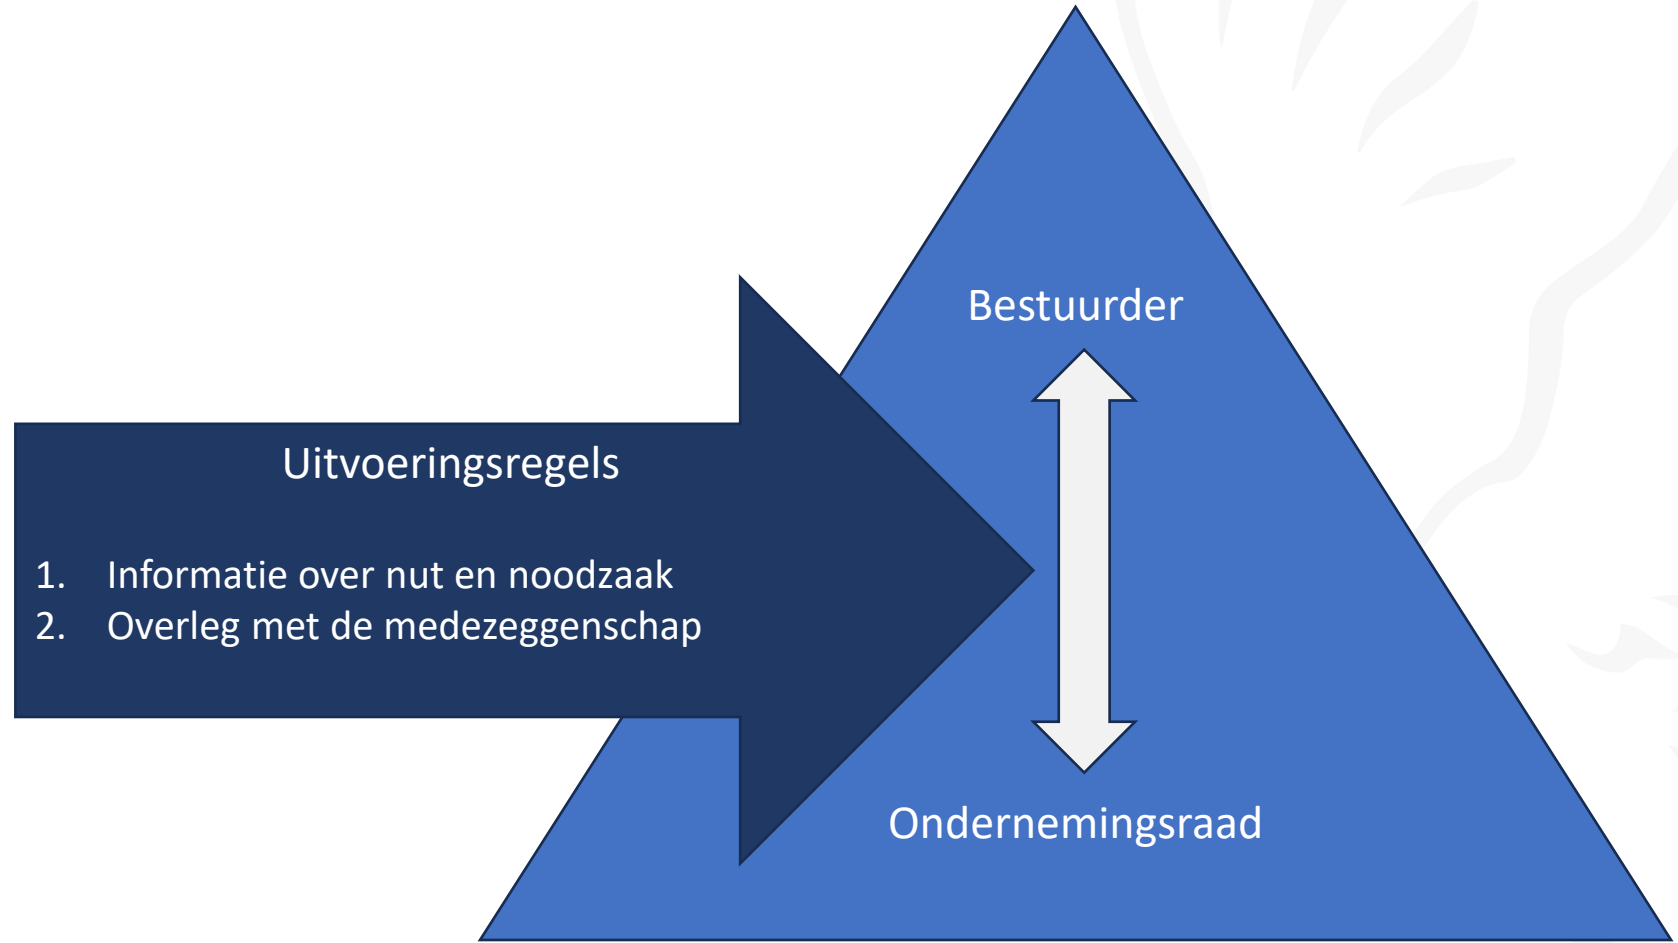 Bestuurder
Uitvoeringsregels
1. Informatie over nut en noodzaak
2. Overleg met de medezeggenschap
Ondernemingsraad